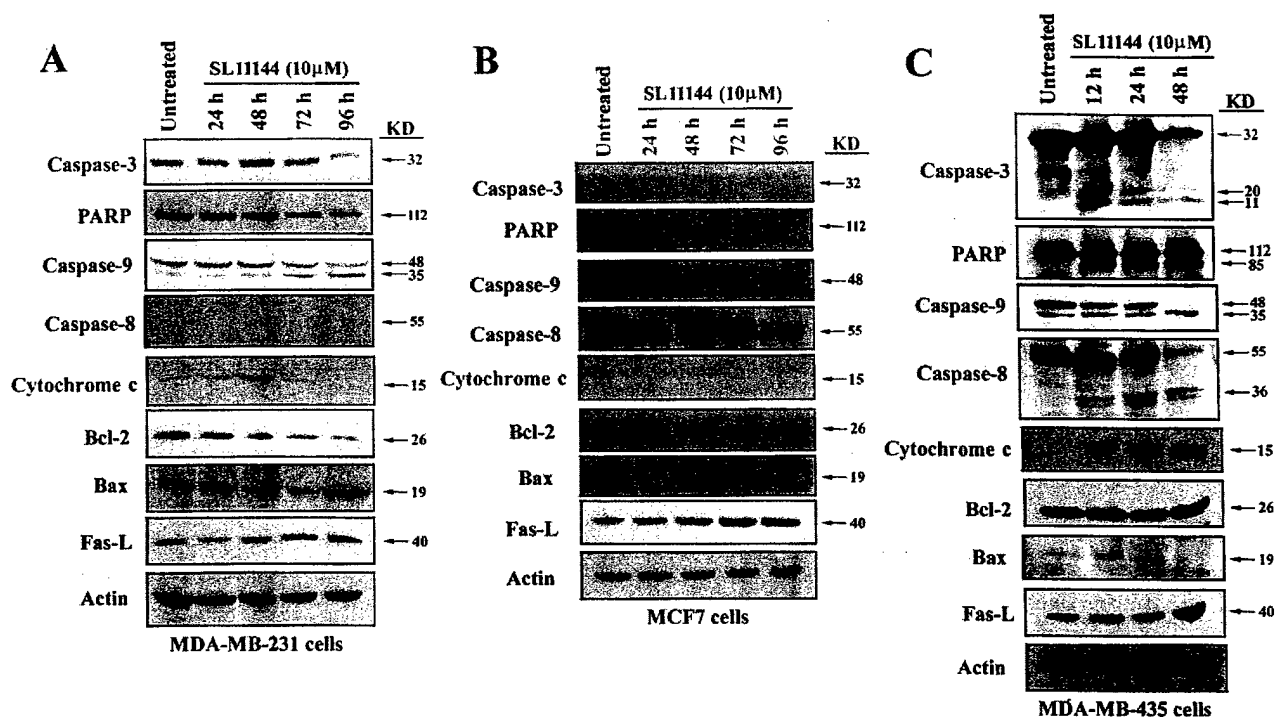 A
Untreated
SL11144 (10μM)
24 h
48 h
72 h
96 h
KD
Caspase-3
32
PARP
112
Caspase-9
48
35
Caspase-8
55
Cytochrome c
15
Bcl-2
26
Bax
19
Fas-L
40
Actin
MDA-MB-231 cells
B
Untreated
SL11144 (10μM)
24 h
48 h
72 h
96 h
KD
Caspase-3
32
PARP
112
Caspase-9
48
Caspase-8
55
Cytochrome c
15
Bcl-2
26
Bax
19
Fas-L
40
Actin
MCF7 cells
C
Untreated
SL11144 (10μM)
12 h
24 h
48 h
KD
Caspase-3
32
20
11
PARP
112
85
Caspase-9
48
35
Caspase-8
55
36
Cytochrome c
15
Bcl-2
26
Bax
19
Fas-L
40
Actin
MDA-MB-435 cells